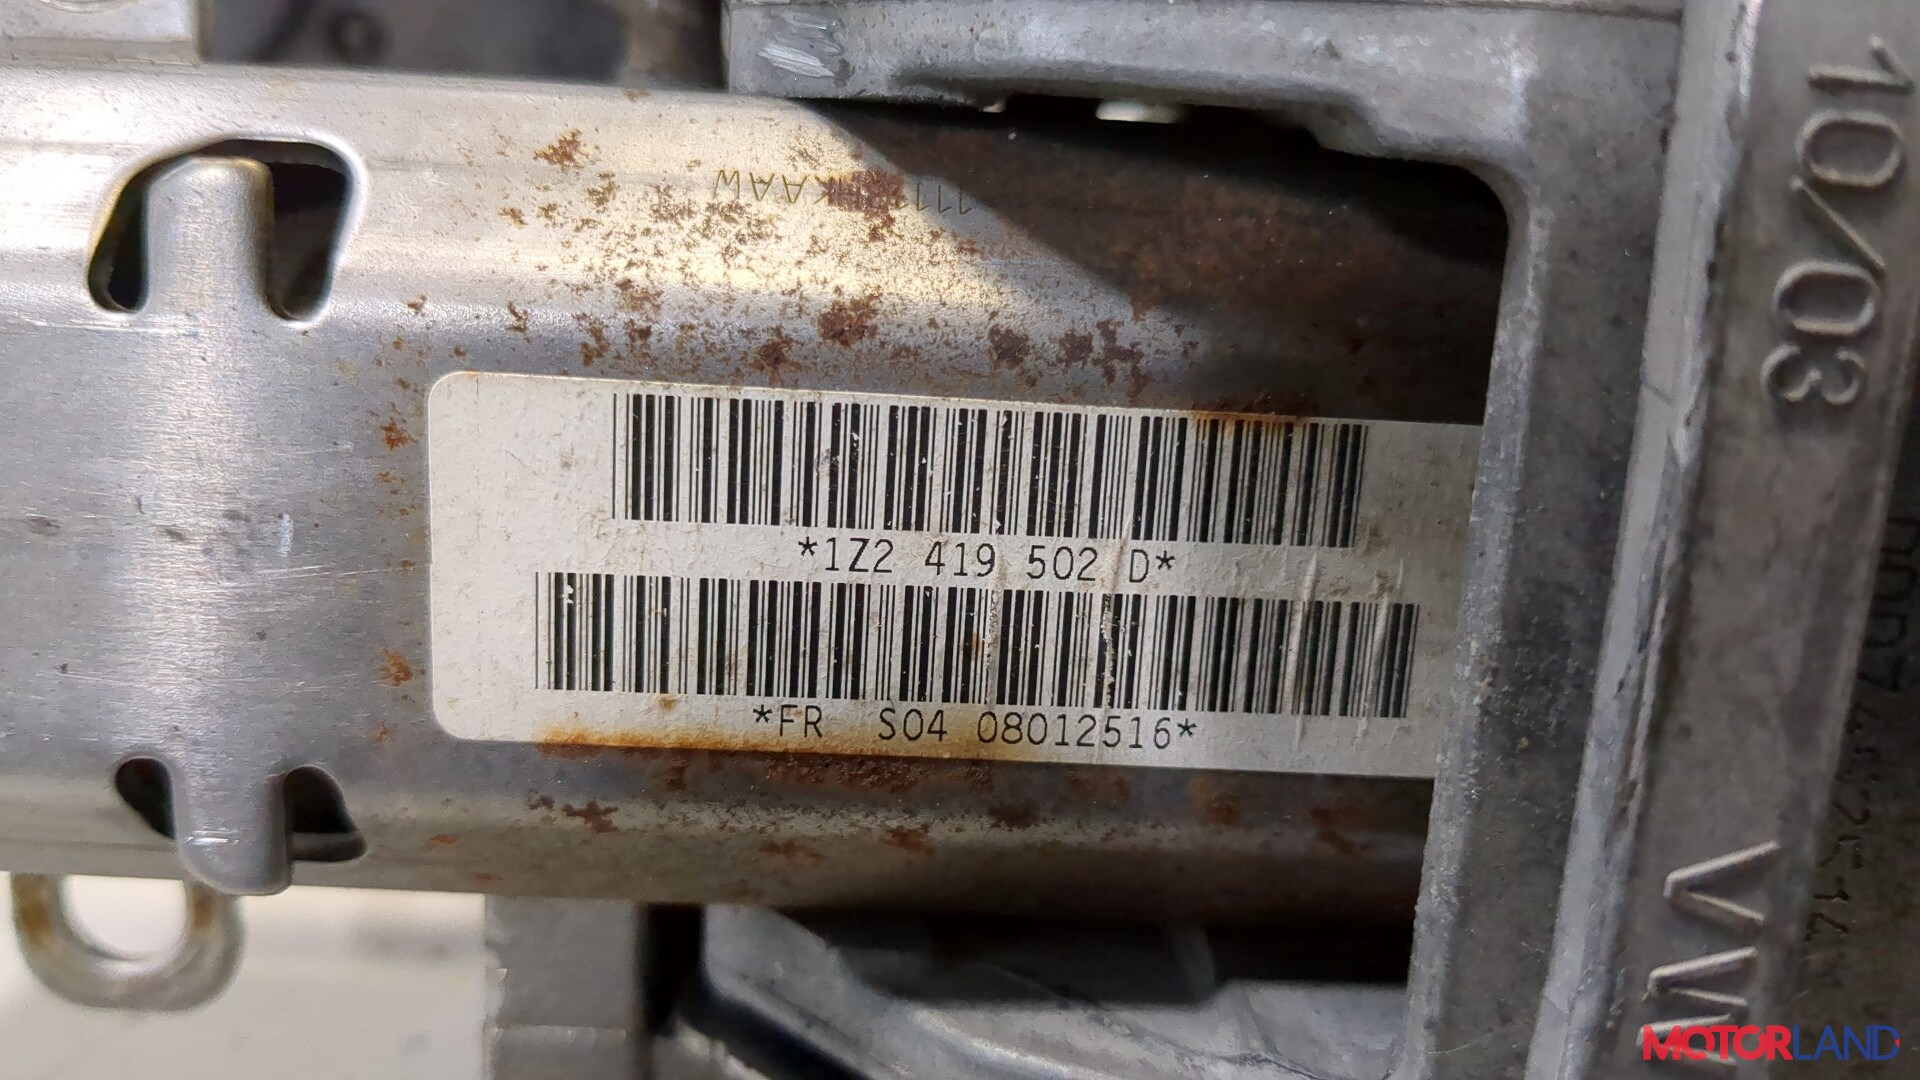 *1Z2 419 502 D*
*FR S04 08012516*
10/03
VW
MOTORLAND